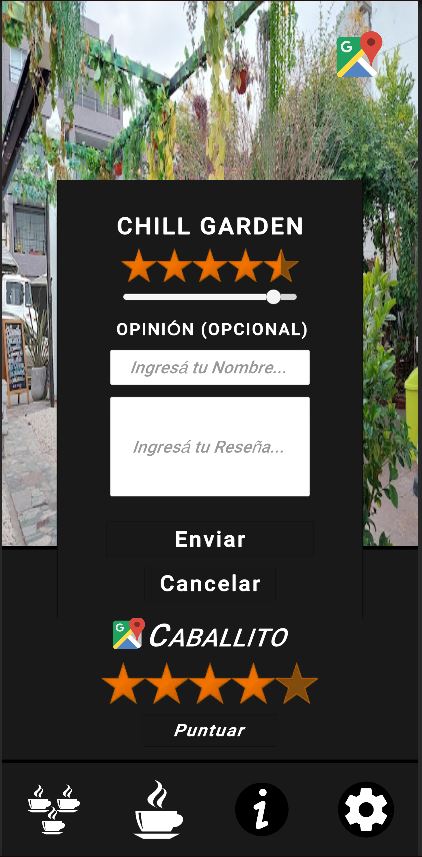 G
CHILL GARDEN
OPINIÓN (OPCIONAL)
Ingresá tu Nombre...
Ingresá tu Reseña...
Enviar
Cancelar
G CABALLITO
Puntuar
i